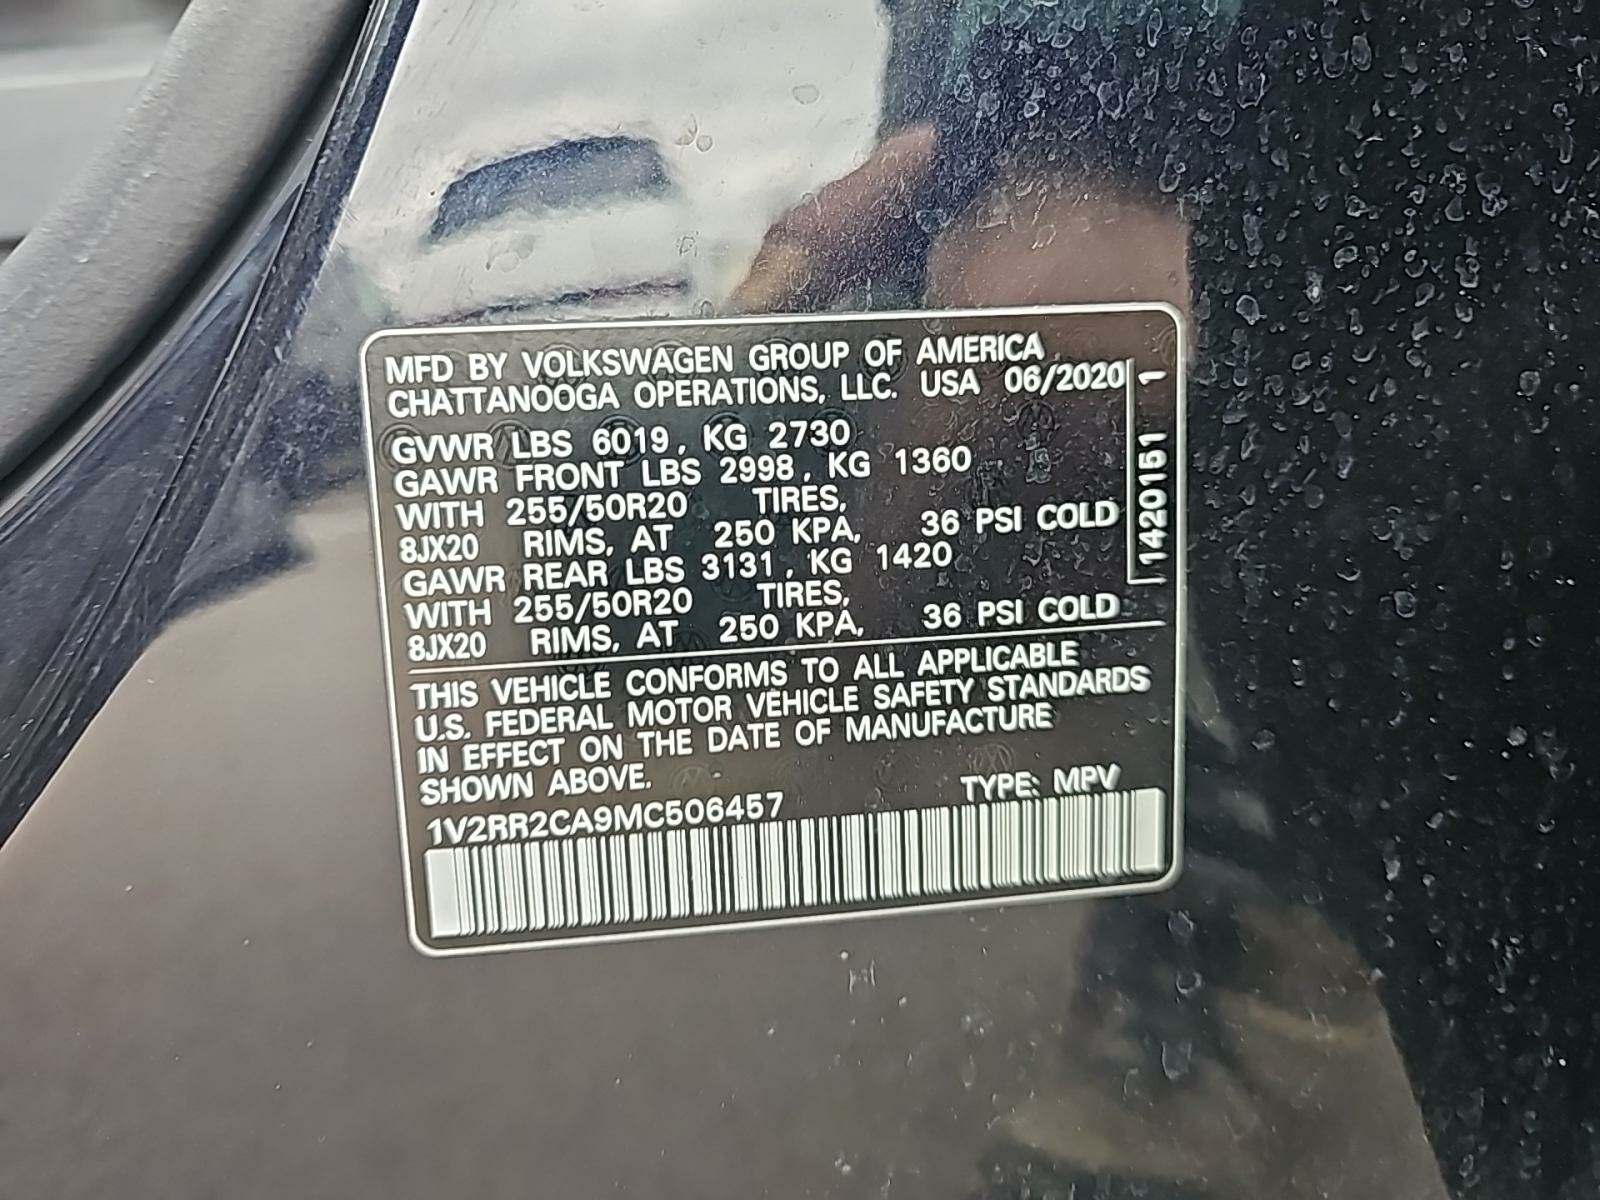 MFD BY VOLKSWAGEN GROUP OF AMERICA
CHATTANOOGA OPERATIONS, LLC. USA 06/2020
GVWR LBS 6019, KG 2730
GAWR FRONT LBS 2998, KG 1360
WITH 255/50R20 TIRES,
8JX20 RIMS, AT 250 KPA, 36 PSI COLD
GAWR REAR LBS 3131, KG 1420
WITH 255/50R20 TIRES,
8JX20 RIMS, AT 250 KPA, 36 PSI COLD
1420151 1
THIS VEHICLE CONFORMS TO ALL APPLICABLE
U.S. FEDERAL MOTOR VEHICLE SAFETY STANDARDS
IN EFFECT ON THE DATE OF MANUFACTURE
SHOWN ABOVE.
1V2RR2CA9MC506457 TYPE: MPV